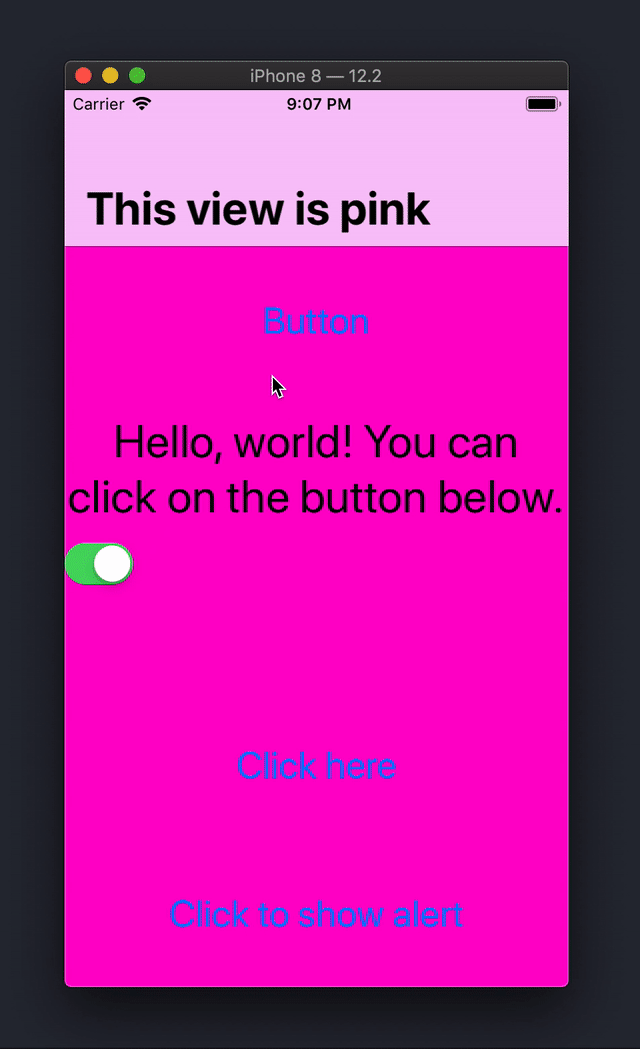 iPhone 8 — 12.2
Carrier 9:07 PM
This view is pink
Button
Hello, world! You can
click on the button below.
Click here
Click to show alert